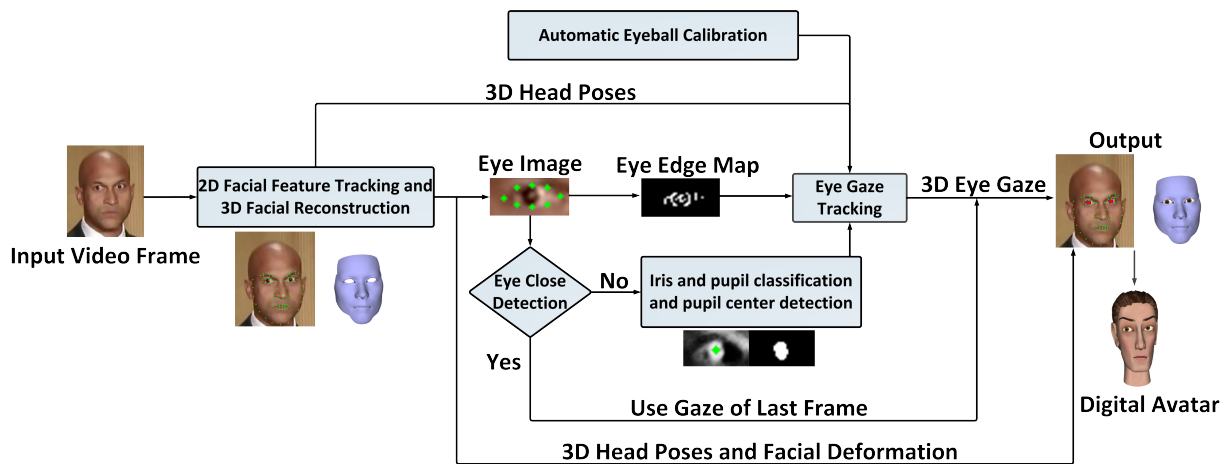 Automatic Eyeball Calibration
3D Head Poses
Output
Eye Image
Eye Edge Map
2D Facial Feature Tracking and
3D Facial Reconstruction
Eye Gaze
Tracking
3D Eye Gaze
Input Video Frame
Eye Close
Detection
No
Iris and pupil classification
and pupil center detection
Yes
Use Gaze of Last Frame
Digital Avatar
3D Head Poses and Facial Deformation